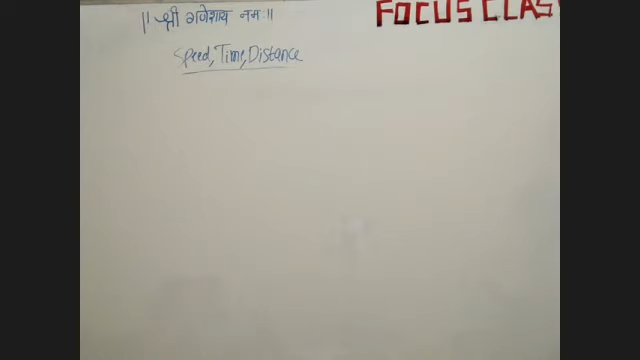 || श्री गणेशाय नमः ||
FOCUS CLAS
Speed, Time, Distance